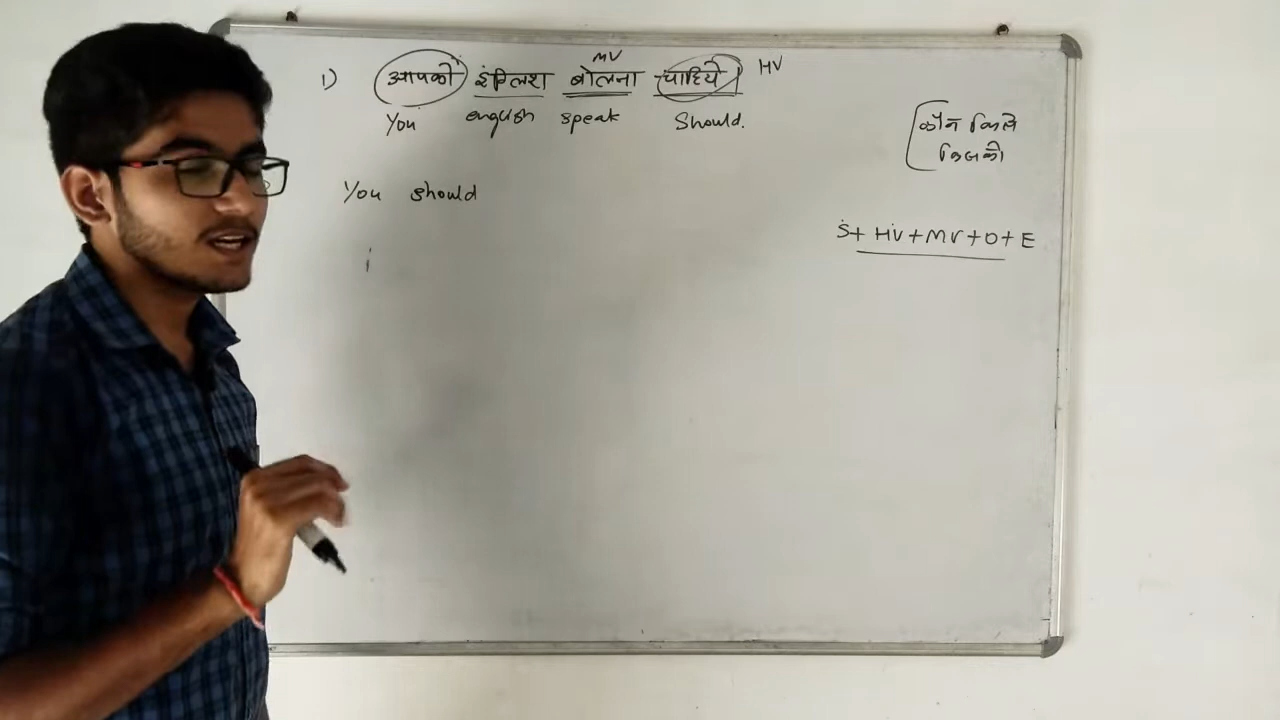 MV
1) आपको इंग्लिश बोलना चाहिये HV
You english speak Should.
You should
i
कौन किसे
किसको
S+ HV+MV+O+E